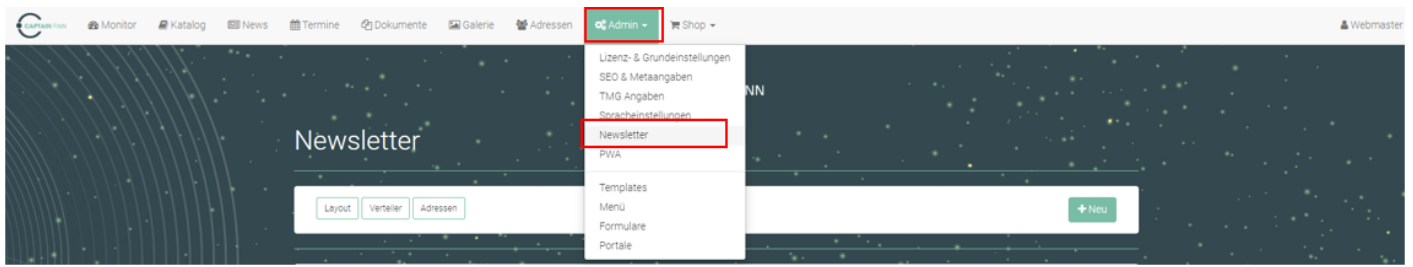 CAPTAIN FINN Monitor Katalog News Termine Dokumente Galerie Adressen Admin Shop Webmaster
Lizenz- & Grundeinstellungen
SEO & Metaangaben
TMG Angaben
NN
Spracheinstellungen
Newsletter
Newsletter
PWA
Templates
Layout Verteiler Adressen
Menü
+ Neu
Formulare
Portale